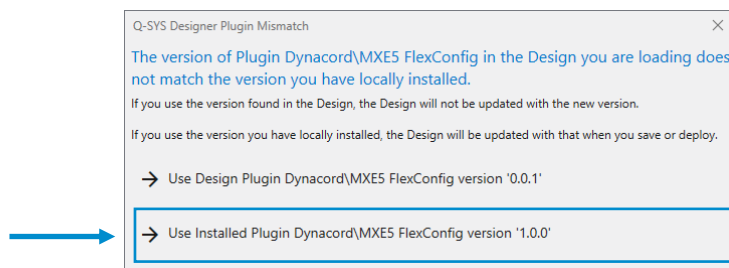 Q-SYS Designer Plugin Mismatch
The version of Plugin Dynacord\MXE5 FlexConfig in the Design you are loading does
not match the version you have locally installed.
If you use the version found in the Design, the Design will not be updated with the new version.
If you use the version you have locally installed, the Design will be updated with that when you save or deploy.
Use Design Plugin Dynacord\MXE5 FlexConfig version '0.0.1'
Use Installed Plugin Dynacord\MXE5 FlexConfig version '1.0.0'